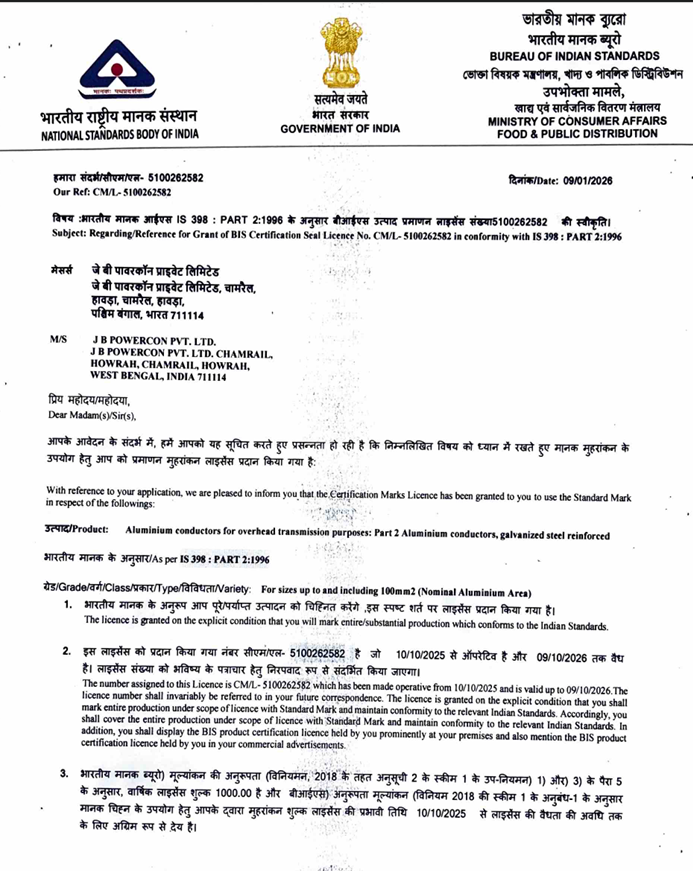 भारतीय मानक ब्यूरो
BUREAU OF INDIAN STANDARDS
उपभोक्ता मामले,
खाद्य एवं सार्वजनिक वितरण मंत्रालय
MINISTRY OF CONSUMER AFFAIRS
FOOD & PUBLIC DISTRIBUTION
मानकः पथप्रदर्शकः
भारतीय राष्ट्रीय मानक संस्थान
NATIONAL STANDARDS BODY OF INDIA
सत्यमेव जयते
भारत सरकार
GOVERNMENT OF INDIA
हमारा संदर्भ/सीएम/एल- 5100262582
Our Ref: CM/L- 5100262582
दिनांक/Date: 09/01/2026
विषय :भारतीय मानक आईएस IS 398 : PART 2:1996 के अनुसार बीआईएस उत्पाद प्रमाणन लाइसेंस संख्या5100262582 की स्वीकृति।
Subject: Regarding/Reference for Grant of BIS Certification Seal Licence No. CM/L- 5100262582 in conformity with IS 398 : PART 2:1996
मेसर्स जे बी पावरकॉन प्राइवेट लिमिटेड
जे बी पावरकॉन प्राइवेट लिमिटेड, चामरैल,
हावड़ा, चामरैल, हावड़ा,
पश्चिम बंगाल, भारत 711114
M/S J B POWERCON PVT. LTD.
J B POWERCON PVT. LTD. CHAMRAIL,
HOWRAH, CHAMRAIL, HOWRAH,
WEST BENGAL, INDIA 711114
प्रिय महोदय/महोदया,
Dear Madam(s)/Sir(s),
आपके आवेदन के संदर्भ में, हमें आपको यह सूचित करते हुए प्रसन्नता हो रही है कि निम्नलिखित विषय को ध्यान में रखते हुए मानक मुहरांकन के
उपयोग हेतु आप को प्रमाणन मुहरांकन लाइसेंस प्रदान किया गया है:
With reference to your application, we are pleased to inform you that the Certification Marks Licence has been granted to you to use the Standard Mark
in respect of the followings:
उत्पाद/Product: Aluminium conductors for overhead transmission purposes: Part 2 Aluminium conductors, galvanized steel reinforced
भारतीय मानक के अनुसार/As per IS 398 : PART 2:1996
ग्रेड/Grade/वर्ग/Class/प्रकार/Type/विविधता/Variety: For sizes up to and including 100mm2 (Nominal Aluminium Area)
1. भारतीय मानक के अनुरूप आप पूरे/पर्याप्त उत्पादन को चिह्नित करेंगे ,इस स्पष्ट शर्त पर लाइसेंस प्रदान किया गया है।
The licence is granted on the explicit condition that you will mark entire/substantial production which conforms to the Indian Standards.
2. इस लाइसेंस को प्रदान किया गया नंबर सीएम/एल- 5100262582 है जो 10/10/2025 से ऑपरेटिव है और 09/10/2026 तक वैध
है। लाइसेंस संख्या को भविष्य के पत्राचार हेतु निरपवाद रूप से संदर्भित किया जाएगा।
The number assigned to this Licence is CM/L- 5100262582 which has been made operative from 10/10/2025 and is valid up to 09/10/2026.The
licence number shall invariably be referred to in your future correspondence. The licence is granted on the explicit condition that you shall
mark entire production under scope of licence with Standard Mark and maintain conformity to the relevant Indian Standards. Accordingly, you
shall cover the entire production under scope of licence with Standard Mark and maintain conformity to the relevant Indian Standards. In
addition, you shall display the BIS product certification licence held by you prominently at your premises and also mention the BIS product
certification licence held by you in your commercial advertisements.
3. भारतीय मानक ब्यूरो) मूल्यांकन की अनुरूपता (विनियमन, 2018 के तहत अनुसूची 2 के स्कीम 1 के उप-नियमन) 1) और) 3) के पैरा 5
के अनुसार, वार्षिक लाइसेंस शुल्क 1000.00 है और बीआईएस) अनुरूपता मूल्यांकन (विनियम 2018 की स्कीम 1 के अनुबंध-1 के अनुसार
मानक चिह्न के उपयोग हेतु आपके द्वारा मुहरांकन शुल्क लाइसेंस की प्रभावी तिथि 10/10/2025 से लाइसेंस की वैधता की अवधि तक
के लिए अग्रिम रूप से देय है।